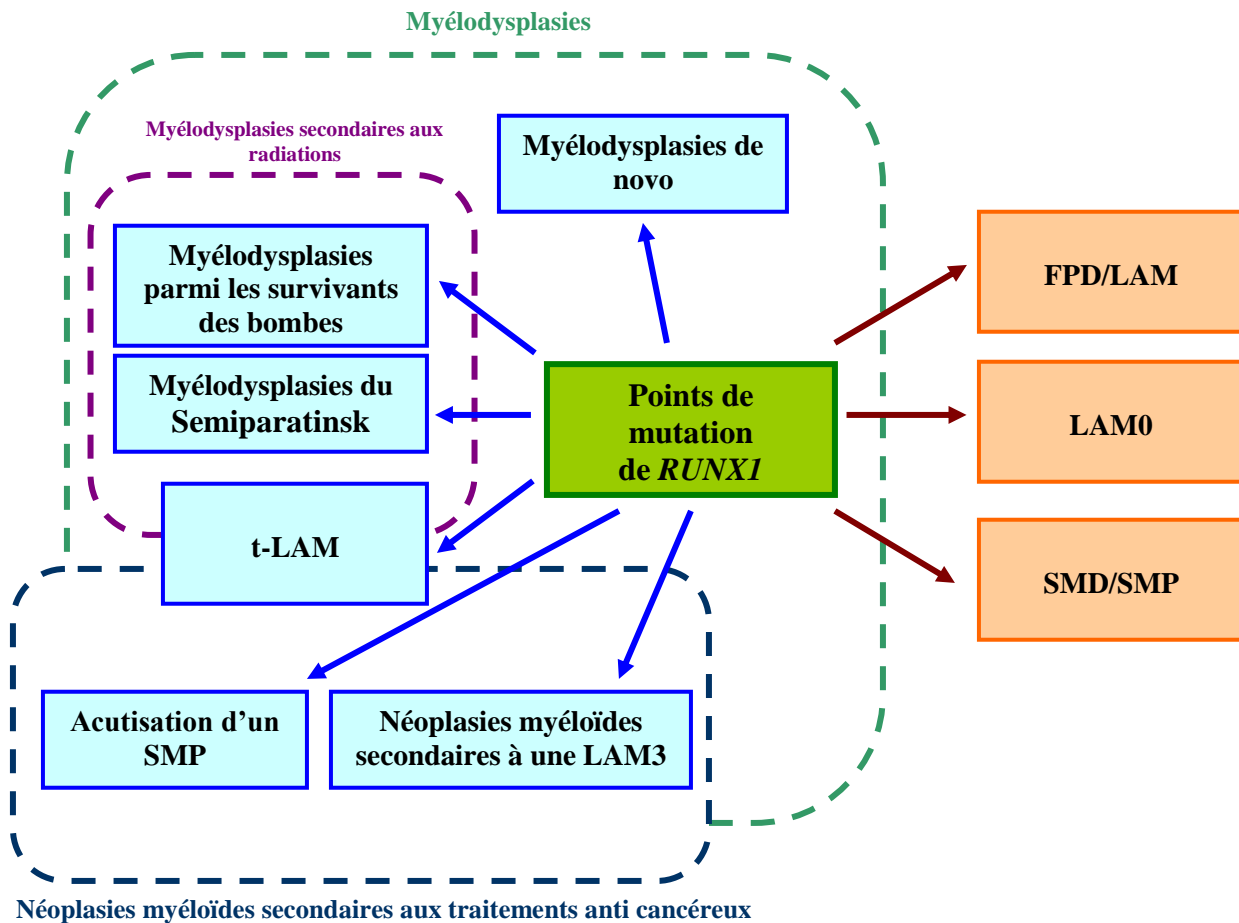 Myélodysplasies
Myélodysplasies secondaires aux
radiations
Myélodysplasies de
novo
Myélodysplasies
parmi les survivants
des bombes
FPD/LAM
Myélodysplasies du
Semiparatinsk
Points de
mutation
de RUNX1
LAM0
t-LAM
SMD/SMP
Acutisation d’un
SMP
Néoplasies myéloïdes
secondaires à une LAM3
Néoplasies myéloïdes secondaires aux traitements anti cancéreux